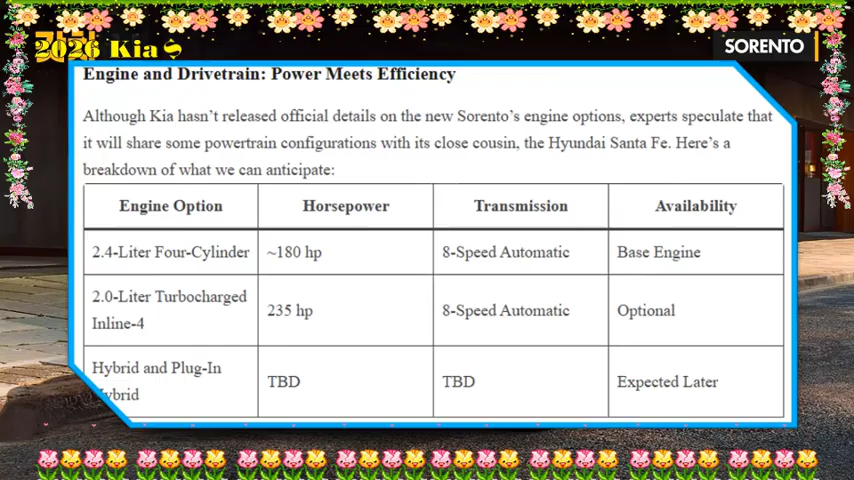 2026 Kia
SORENTO
Engine and Drivetrain: Power Meets Efficiency
Although Kia hasn't released official details on the new Sorento's engine options, experts speculate that
it will share some powertrain configurations with its close cousin, the Hyundai Santa Fe. Here's a
breakdown of what we can anticipate:
Engine Option Horsepower Transmission Availability
2.4-Liter Four-Cylinder ~180 hp 8-Speed Automatic Base Engine
2.0-Liter Turbocharged
Inline-4 235 hp 8-Speed Automatic Optional
Hybrid and Plug-In
ybrid TBD TBD Expected Later